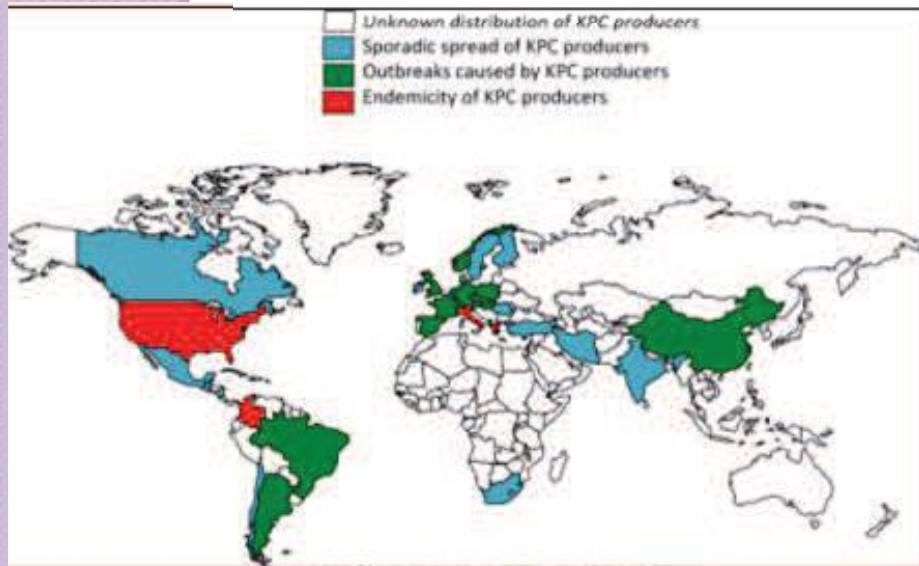 Unknown distribution of KPC producers
Sporadic spread of KPC producers
Outbreaks caused by KPC producers
Endemicity of KPC producers